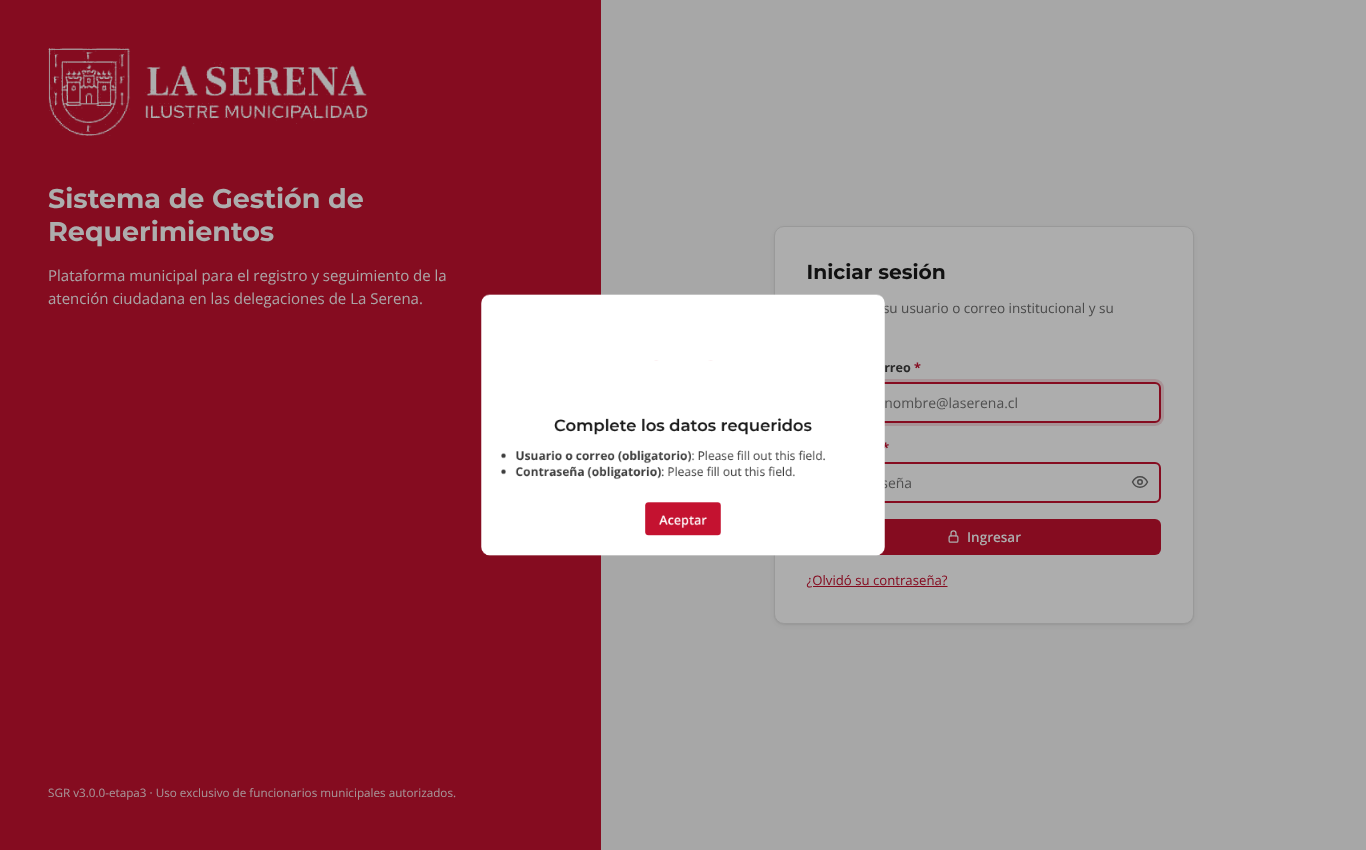 LA SERENA
ILUSTRE MUNICIPALIDAD
Sistema de Gestión de
Requerimientos
Plataforma municipal para el registro y seguimiento de la
atención ciudadana en las delegaciones de La Serena.
SGR v3.0.0-etapa3 · Uso exclusivo de funcionarios municipales autorizados.
Iniciar sesión
su usuario o correo institucional y su
*
nombre@laserena.cl
*
Ingresar
¿Olvidó su contraseña?
Complete los datos requeridos
• Usuario o correo (obligatorio): Please fill out this field.
• Contraseña (obligatorio): Please fill out this field.
Aceptar